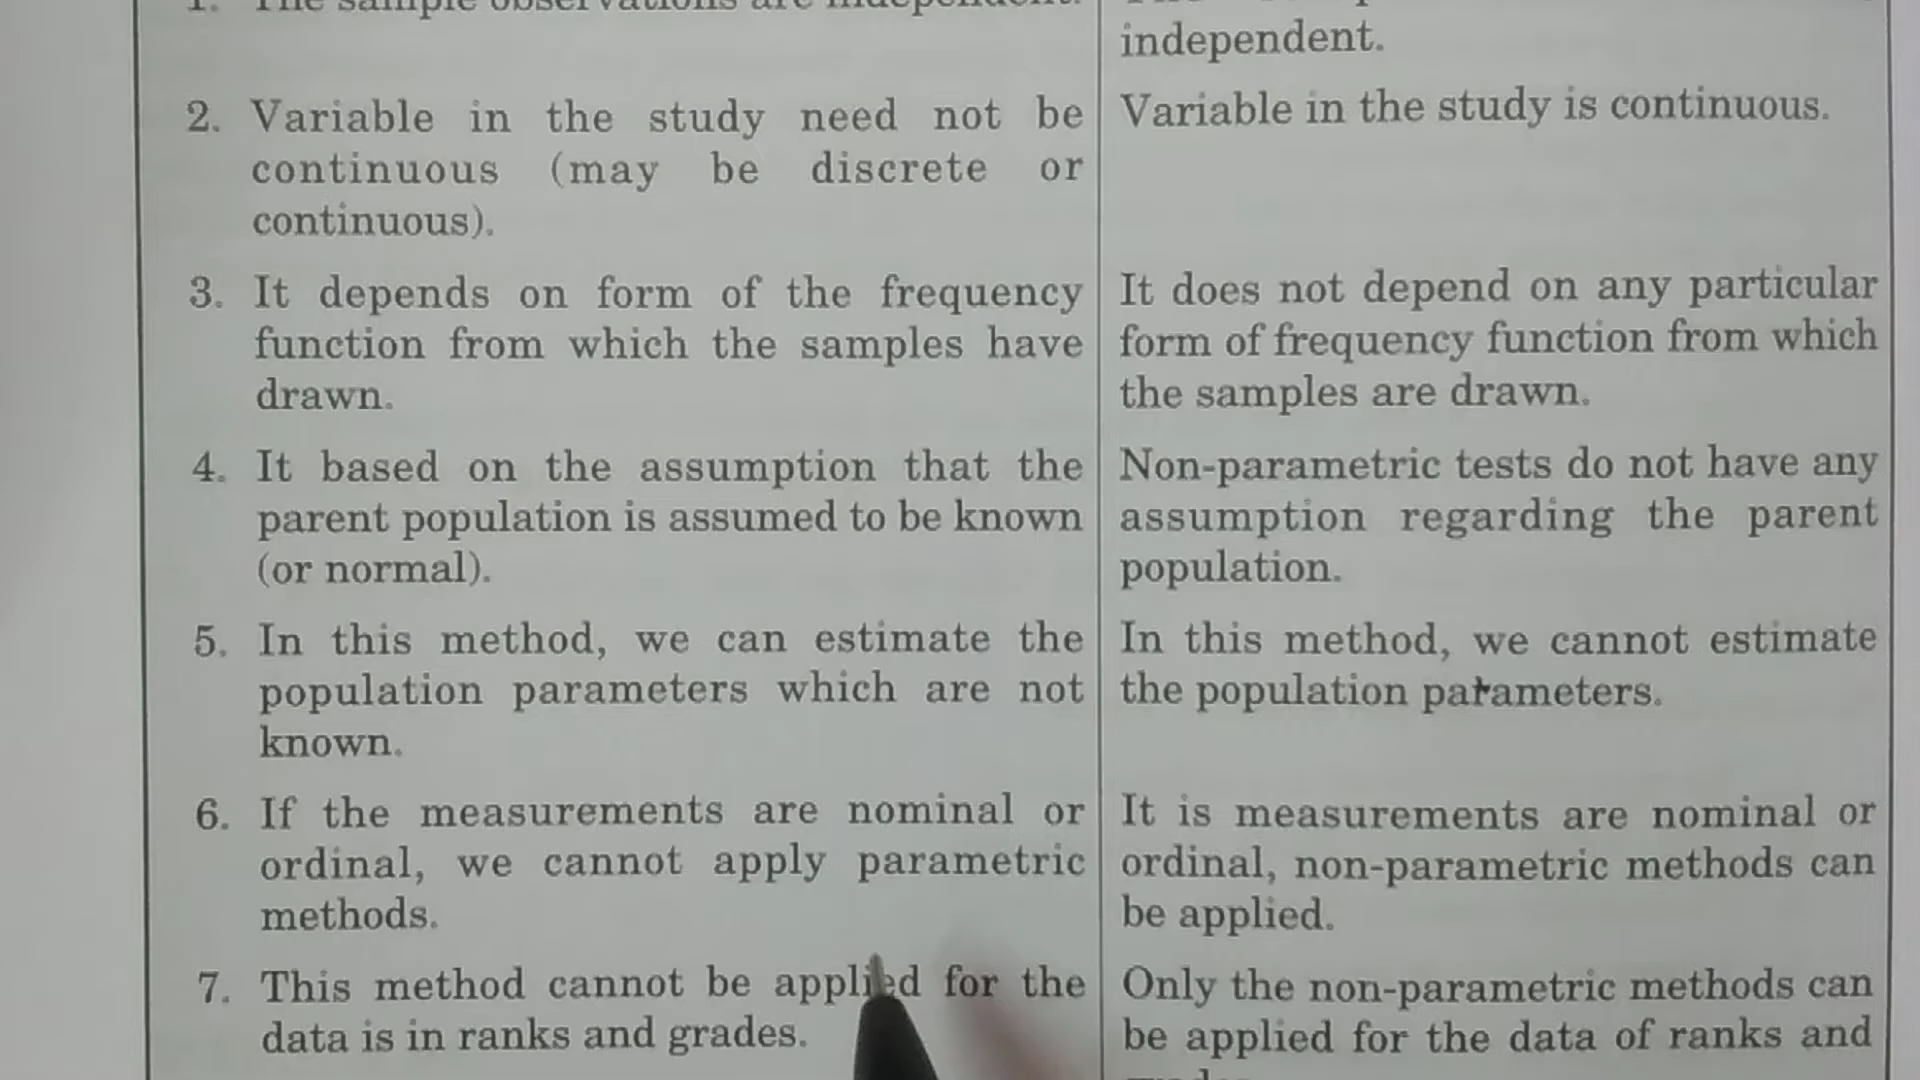 1. The sample observations are independent.
2. Variable in the study need not be
continuous (may be discrete or
continuous).
3. It depends on form of the frequency
function from which the samples have
drawn.
4. It based on the assumption that the
parent population is assumed to be known
(or normal).
5. In this method, we can estimate the
population parameters which are not
known.
6. If the measurements are nominal or
ordinal, we cannot apply parametric
methods.
7. This method cannot be applied for the
data is in ranks and grades.
independent.
Variable in the study is continuous.
It does not depend on any particular
form of frequency function from which
the samples are drawn.
Non-parametric tests do not have any
assumption regarding the parent
population.
In this method, we cannot estimate
the population parameters.
It is measurements are nominal or
ordinal, non-parametric methods can
be applied.
Only the non-parametric methods can
be applied for the data of ranks and